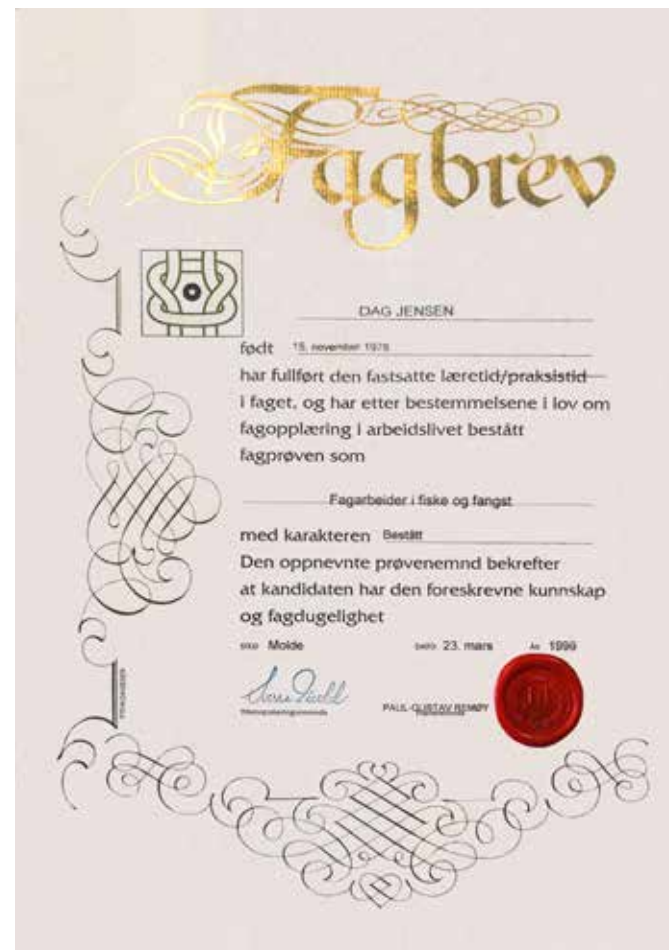 Fagbrev
DAG JENSEN
født 15. november 1978
har fullført den fastsatte læretid/praksistid
i faget, og har etter bestemmelsene i lov om
fagopplæring i arbeidslivet bestått
fagprøven som
Fagarbeider i fiske og fangst
med karakteren Bestått
Den oppnevnte prøvenemnd bekrefter
at kandidaten har den foreskrevne kunnskap
og fagdugelighet
Molde 23. mars År 1999
PAUL-GUSTAV REMØY